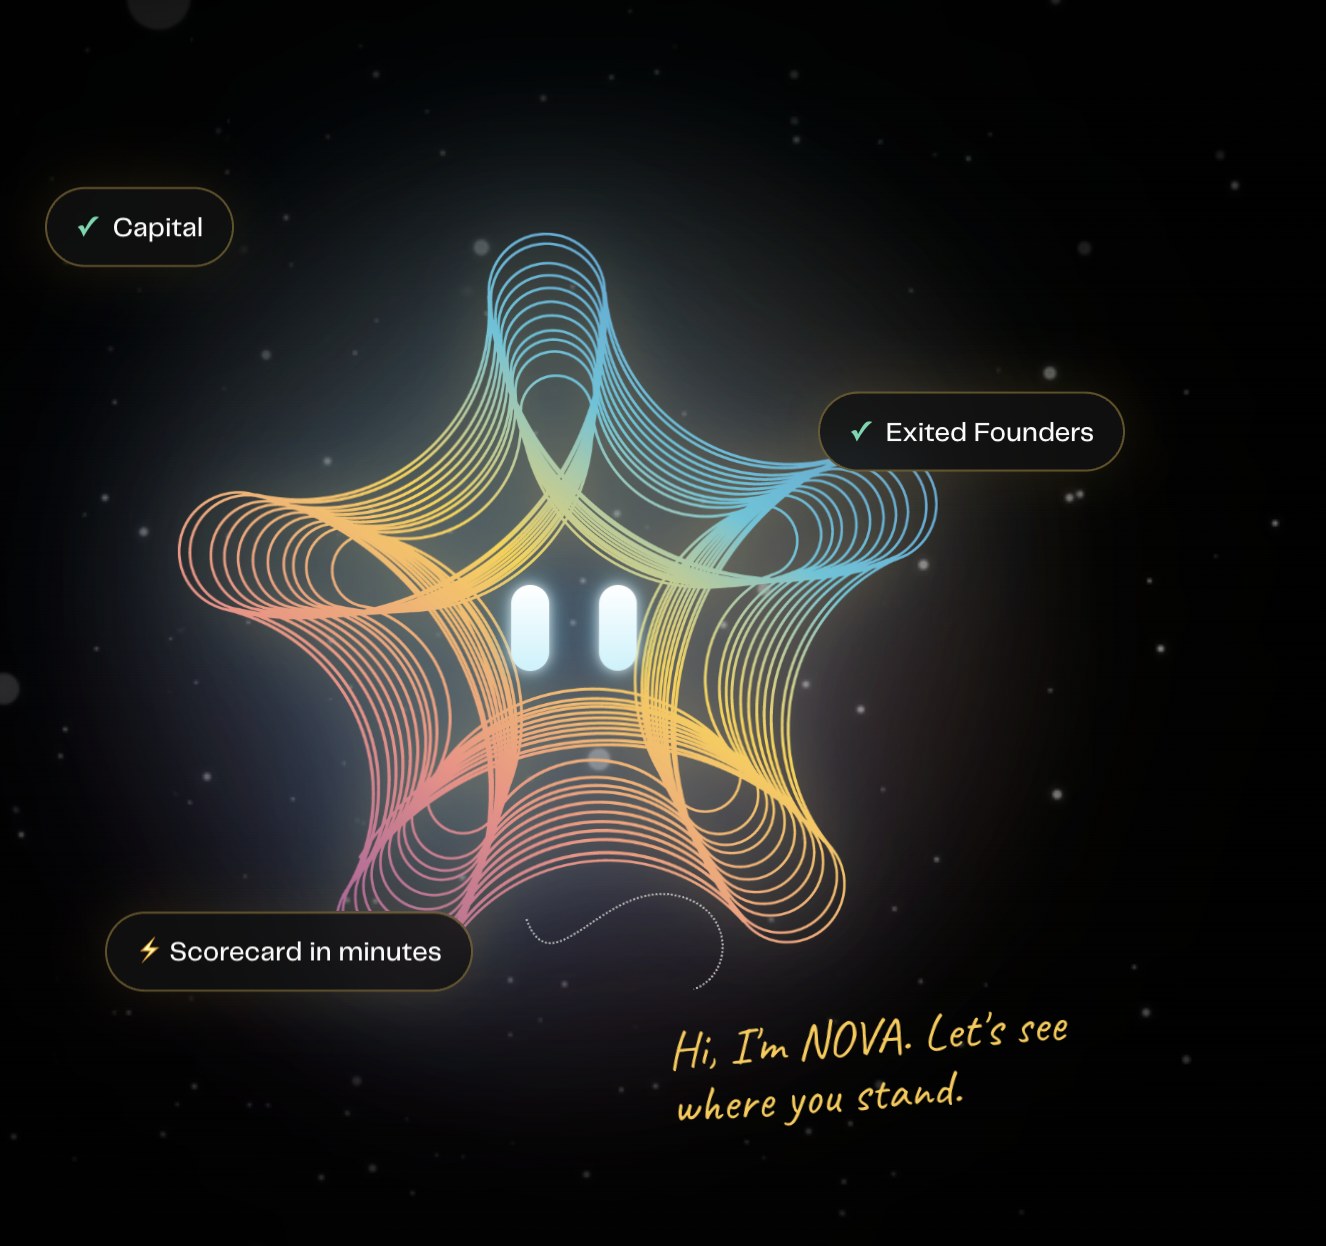 ✓ Capital
✓ Exited Founders
⚡ Scorecard in minutes
Hi, I'm NOVA. Let's see
where you stand.